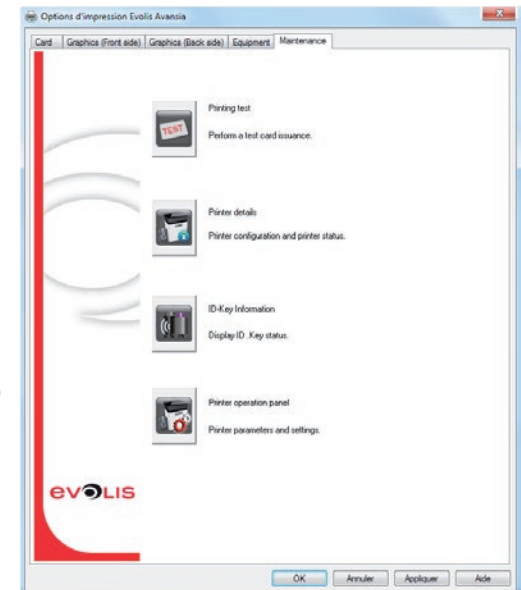 Options d'impression Evolis Avansia
Card Graphics (Front side) Graphics (Back side) Equipment Maintenance
TEST
Printing test
Perform a test card issuance.
Printer details
Printer configuration and printer status.
ID-Key Information
Display ID .Key status.
Printer operation panel
Printer parameters and settings.
evolis
OK Annuler Appliquer Aide